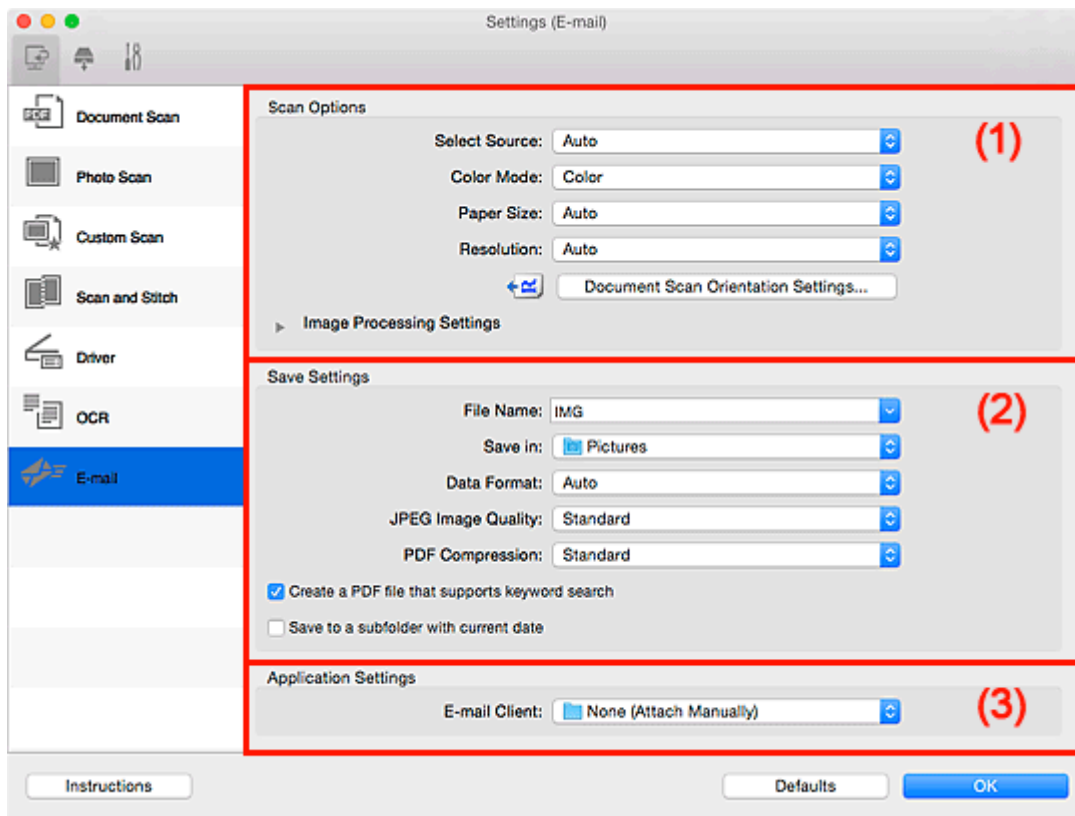 Settings (E-mail)
Document Scan
Photo Scan
Custom Scan
Scan and Stitch
Driver
OCR
E-mail
Scan Options
(1)
Select Source: Auto
Color Mode: Color
Paper Size: Auto
Resolution: Auto
Document Scan Orientation Settings...
Image Processing Settings
Save Settings
(2)
File Name: IMG
Save in: Pictures
Data Format: Auto
JPEG Image Quality: Standard
PDF Compression: Standard
Create a PDF file that supports keyword search
Save to a subfolder with current date
Application Settings
(3)
E-mail Client: None (Attach Manually)
Instructions
Defaults
OK